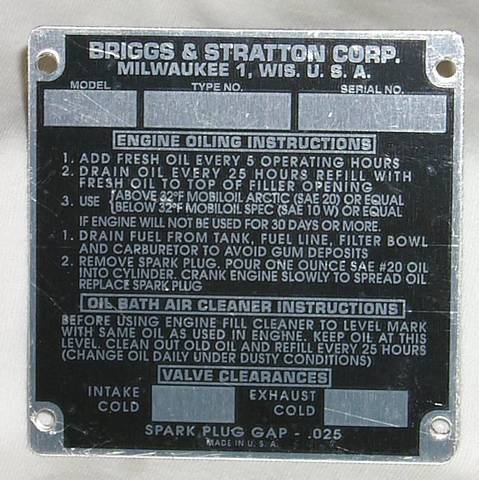 BRIGGS & STRATTON CORP.
MILWAUKEE 1, WIS. U. S. A.
MODEL TYPE NO. SERIAL NO.
ENGINE OILING INSTRUCTIONS
1. ADD FRESH OIL EVERY 5 OPERATING HOURS
2. DRAIN OIL EVERY 25 HOURS REFILL WITH
FRESH OIL TO TOP OF FILLER OPENING
3. USE {ABOVE 32°F MOBILOIL ARCTIC (SAE 20) OR EQUAL
BELOW 32°F MOBILOIL SPEC (SAE 10 W) OR EQUAL
IF ENGINE WILL NOT BE USED FOR 30 DAYS OR MORE.
1. DRAIN FUEL FROM TANK, FUEL LINE, FILTER BOWL
AND CARBURETOR TO AVOID GUM DEPOSITS
2. REMOVE SPARK PLUG. POUR ONE OUNCE SAE #20 OIL
INTO CYLINDER. CRANK ENGINE SLOWLY TO SPREAD OIL
REPLACE SPARK PLUG
OIL BATH AIR CLEANER INSTRUCTIONS
BEFORE USING ENGINE FILL CLEANER TO LEVEL MARK
WITH SAME OIL AS USED IN ENGINE. KEEP OIL AT THIS
LEVEL. CLEAN OUT OLD OIL AND REFILL EVERY 25 HOURS
(CHANGE OIL DAILY UNDER DUSTY CONDITIONS)
VALVE CLEARANCES
INTAKE EXHAUST
COLD COLD
SPARK PLUG GAP - .025
MADE IN U. S. A.